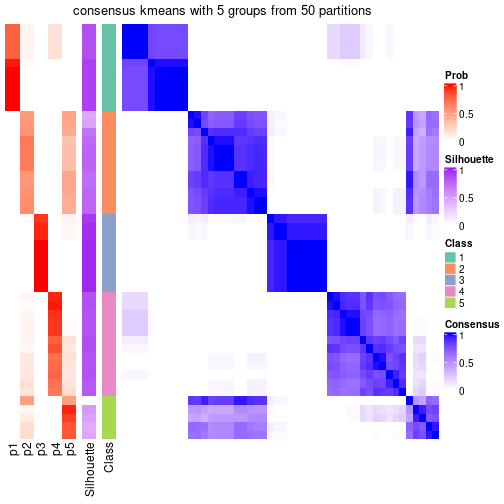 consensus kmeans with 5 groups from 50 partitions
Prob
1
0.5
0
Silhouette
1
0.5
0
Class
1
2
3
4
5
Consensus
1
0.5
0
p1
p2
p3
p4
p5
Silhouette
Class